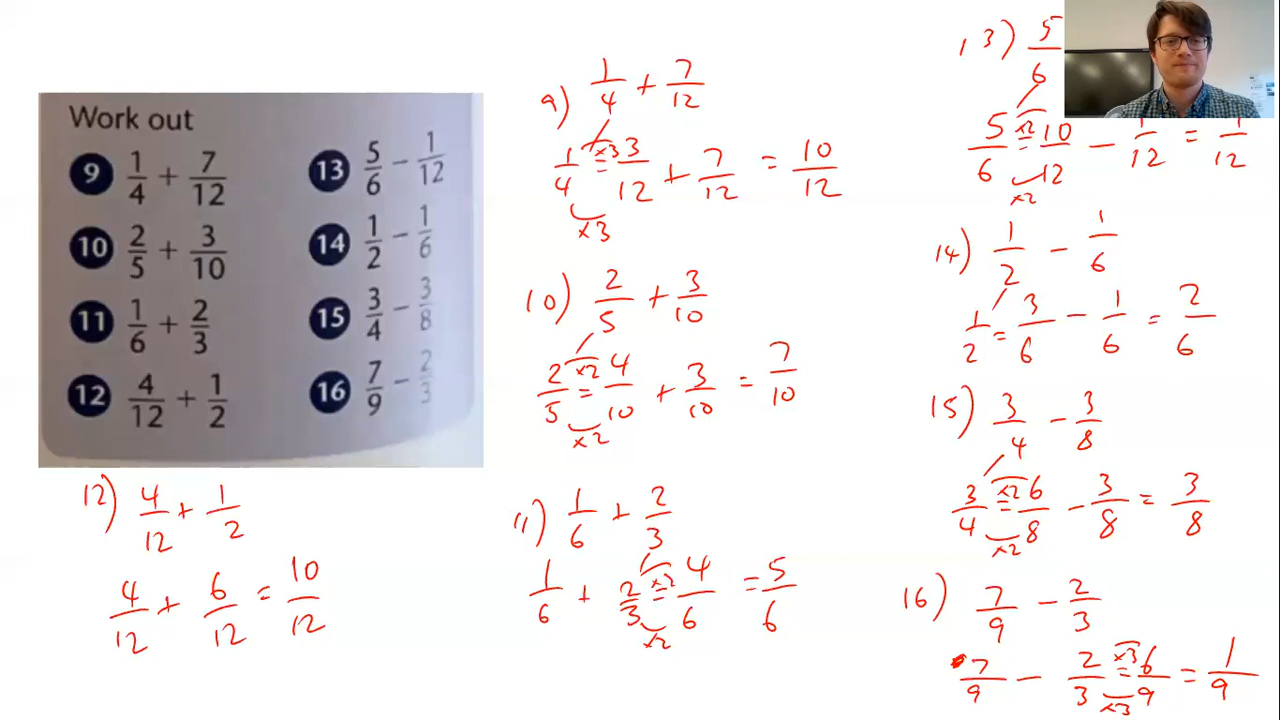 Work out
9 1/4 + 7/12
10 2/5 + 3/10
11 1/6 + 2/3
12 4/12 + 1/2
13 5/6 − 1/12
14 1/2 − 1/6
15 3/4 − 3/8
16 7/9 − 2/3
9) 1/4 + 7/12
×3
1/4 = 3/12 + 7/12 = 10/12
×3
10) 2/5 + 3/10
×2
2/5 = 4/10 + 3/10 = 7/10
×2
11) 1/6 + 2/3
×2
1/6 + 2/3 = 4/6 = 5/6
×2
12) 4/12 + 1/2
4/12 + 6/12 = 10/12
13) 5/6
×2
5/6 = 10/12 − 1/12 = 1/12
×2
14) 1/2 − 1/6
1/2 = 3/6 − 1/6 = 2/6
15) 3/4 − 3/8
×2
3/4 = 6/8 − 3/8 = 3/8
×2
16) 7/9 − 2/3
×3
7/9 − 2/3 = 6/9 = 1/9
×3